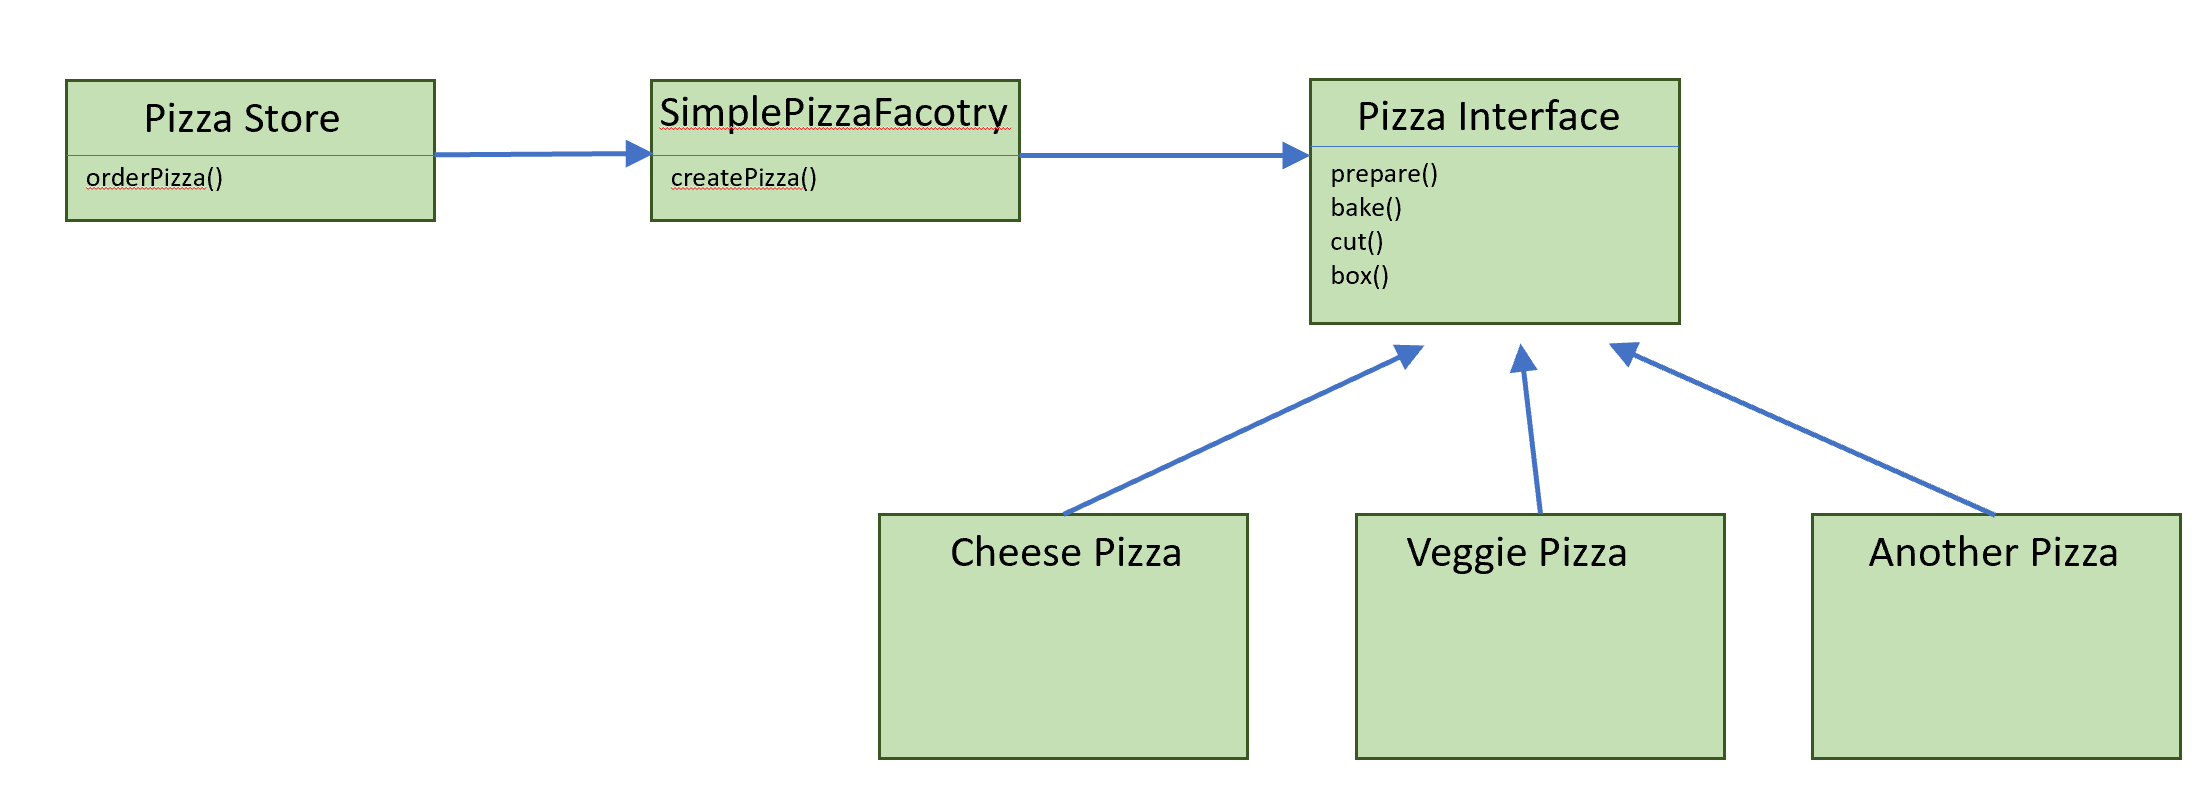 Pizza Store
orderPizza()
SimplePizzaFacotry
createPizza()
Pizza Interface
prepare()
bake()
cut()
box()
Cheese Pizza
Veggie Pizza
Another Pizza